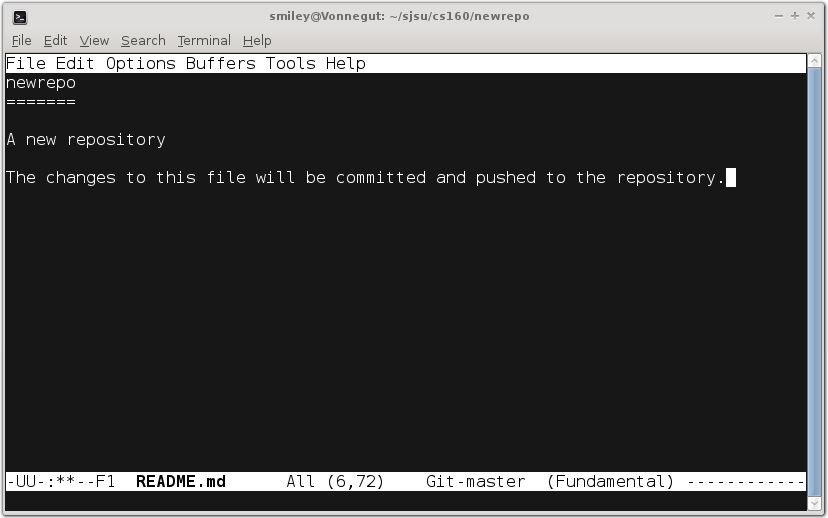 smiley@Vonnegut: ~/sjsu/cs160/newrepo
File Edit View Search Terminal Help
File Edit Options Buffers Tools Help
newrepo
=======
A new repository
The changes to this file will be committed and pushed to the repository.
-UU-:**--F1  README.md      All (6,72)    Git-master  (Fundamental) ------------